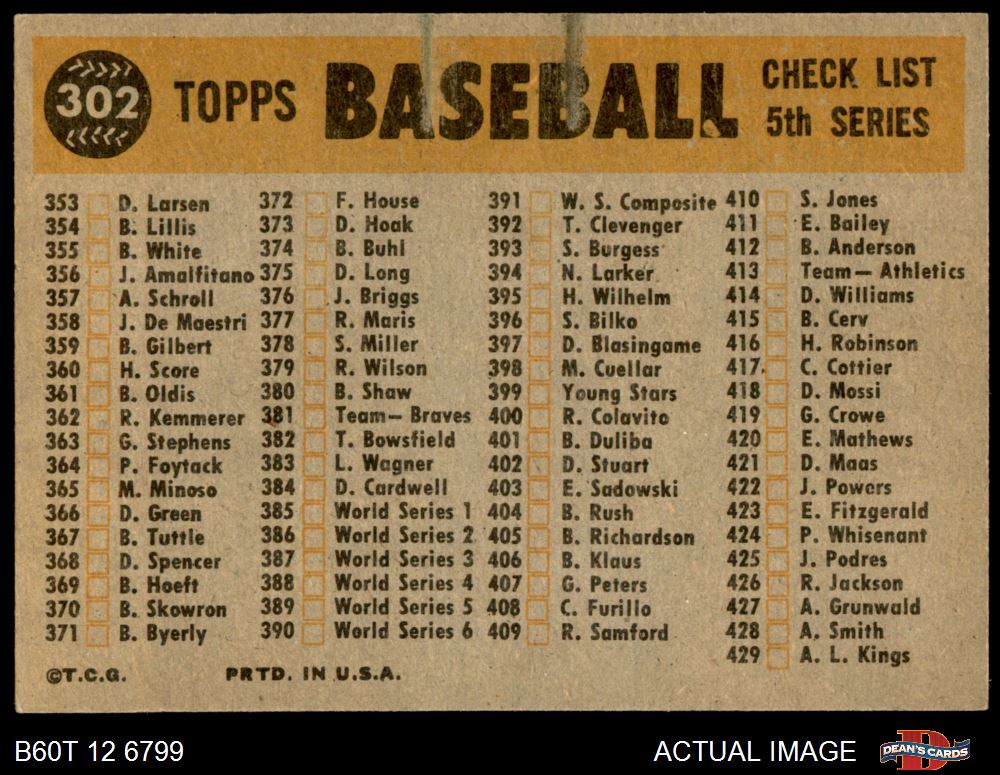 302 TOPPS BASEBALL CHECK LIST
5th SERIES
353 D. Larsen
354 B. Lillis
355 B. White
356 J. Amalfitano
357 A. Schroll
358 J. De Maestri
359 B. Gilbert
360 H. Score
361 B. Oldis
362 R. Kemmerer
363 G. Stephens
364 P. Foytack
365 M. Minoso
366 D. Green
367 B. Tuttle
368 D. Spencer
369 B. Hoeft
370 B. Skowron
371 B. Byerly
372 F. House
373 D. Hoak
374 B. Buhl
375 D. Long
376 J. Briggs
377 R. Maris
378 S. Miller
379 R. Wilson
380 B. Shaw
381 Team— Braves
382 T. Bowsfield
383 L. Wagner
384 D. Cardwell
385 World Series 1
386 World Series 2
387 World Series 3
388 World Series 4
389 World Series 5
390 World Series 6
391 W. S. Composite
392 T. Clevenger
393 S. Burgess
394 N. Larker
395 H. Wilhelm
396 S. Bilko
397 D. Blasingame
398 M. Cuellar
399 Young Stars
400 R. Colavito
401 B. Duliba
402 D. Stuart
403 E. Sadowski
404 B. Rush
405 B. Richardson
406 B. Klaus
407 G. Peters
408 C. Furillo
409 R. Samford
410 S. Jones
411 E. Bailey
412 B. Anderson
413 Team— Athletics
414 D. Williams
415 B. Cerv
416 H. Robinson
417 C. Cottier
418 D. Mossi
419 G. Crowe
420 E. Mathews
421 D. Maas
422 J. Powers
423 E. Fitzgerald
424 P. Whisenant
425 J. Podres
426 R. Jackson
427 A. Grunwald
428 A. Smith
429 A. L. Kings
©T.C.G. PRTD. IN U.S.A.
B60T 12 6799 ACTUAL IMAGE DEAN'S CARDS